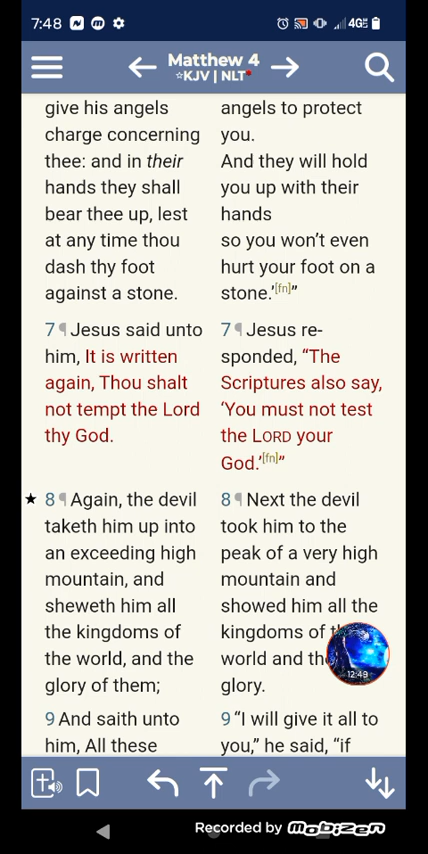 7:48
4G
Matthew 4
☆KJV | NLT
give his angels
charge concerning
thee: and in their
hands they shall
bear thee up, lest
at any time thou
dash thy foot
against a stone.
angels to protect
you.
And they will hold
you up with their
hands
so you won’t even
hurt your foot on a
stone.’[fn]”
7 ¶ Jesus said unto
him, It is written
again, Thou shalt
not tempt the Lord
thy God.
7 ¶ Jesus re-
sponded, “The
Scriptures also say,
‘You must not test
the LORD your
God.’[fn]”
★ 8 ¶ Again, the devil
taketh him up into
an exceeding high
mountain, and
sheweth him all
the kingdoms of
the world, and the
glory of them;
8 ¶ Next the devil
took him to the
peak of a very high
mountain and
showed him all the
kingdoms of
world and
glory.
12:49
9 And saith unto
him, All these
9 “I will give it all to
you,” he said, “if
Recorded by Mobizen